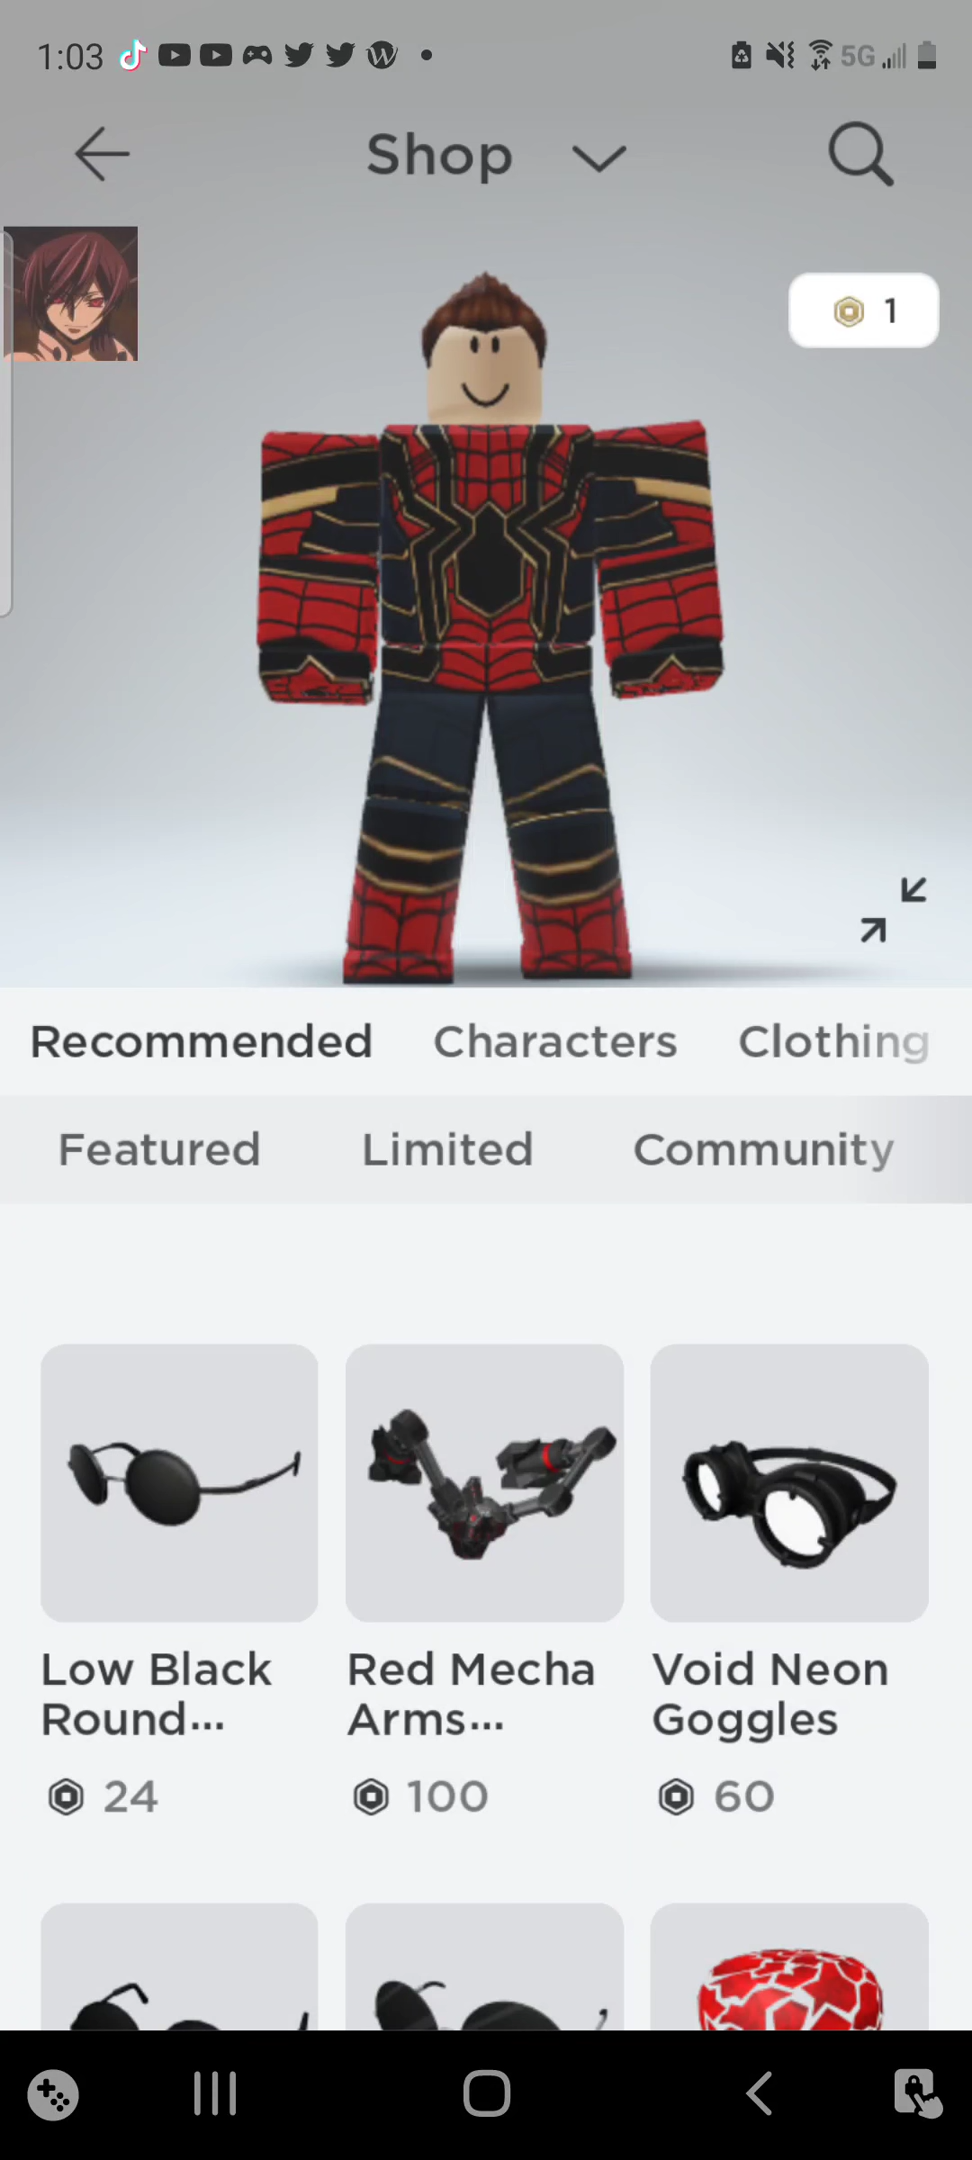 1:03
5G
Shop
1
Recommended Characters Clothing
Featured Limited Community
Low Black
Round...
Red Mecha
Arms...
Void Neon
Goggles
24
100
60